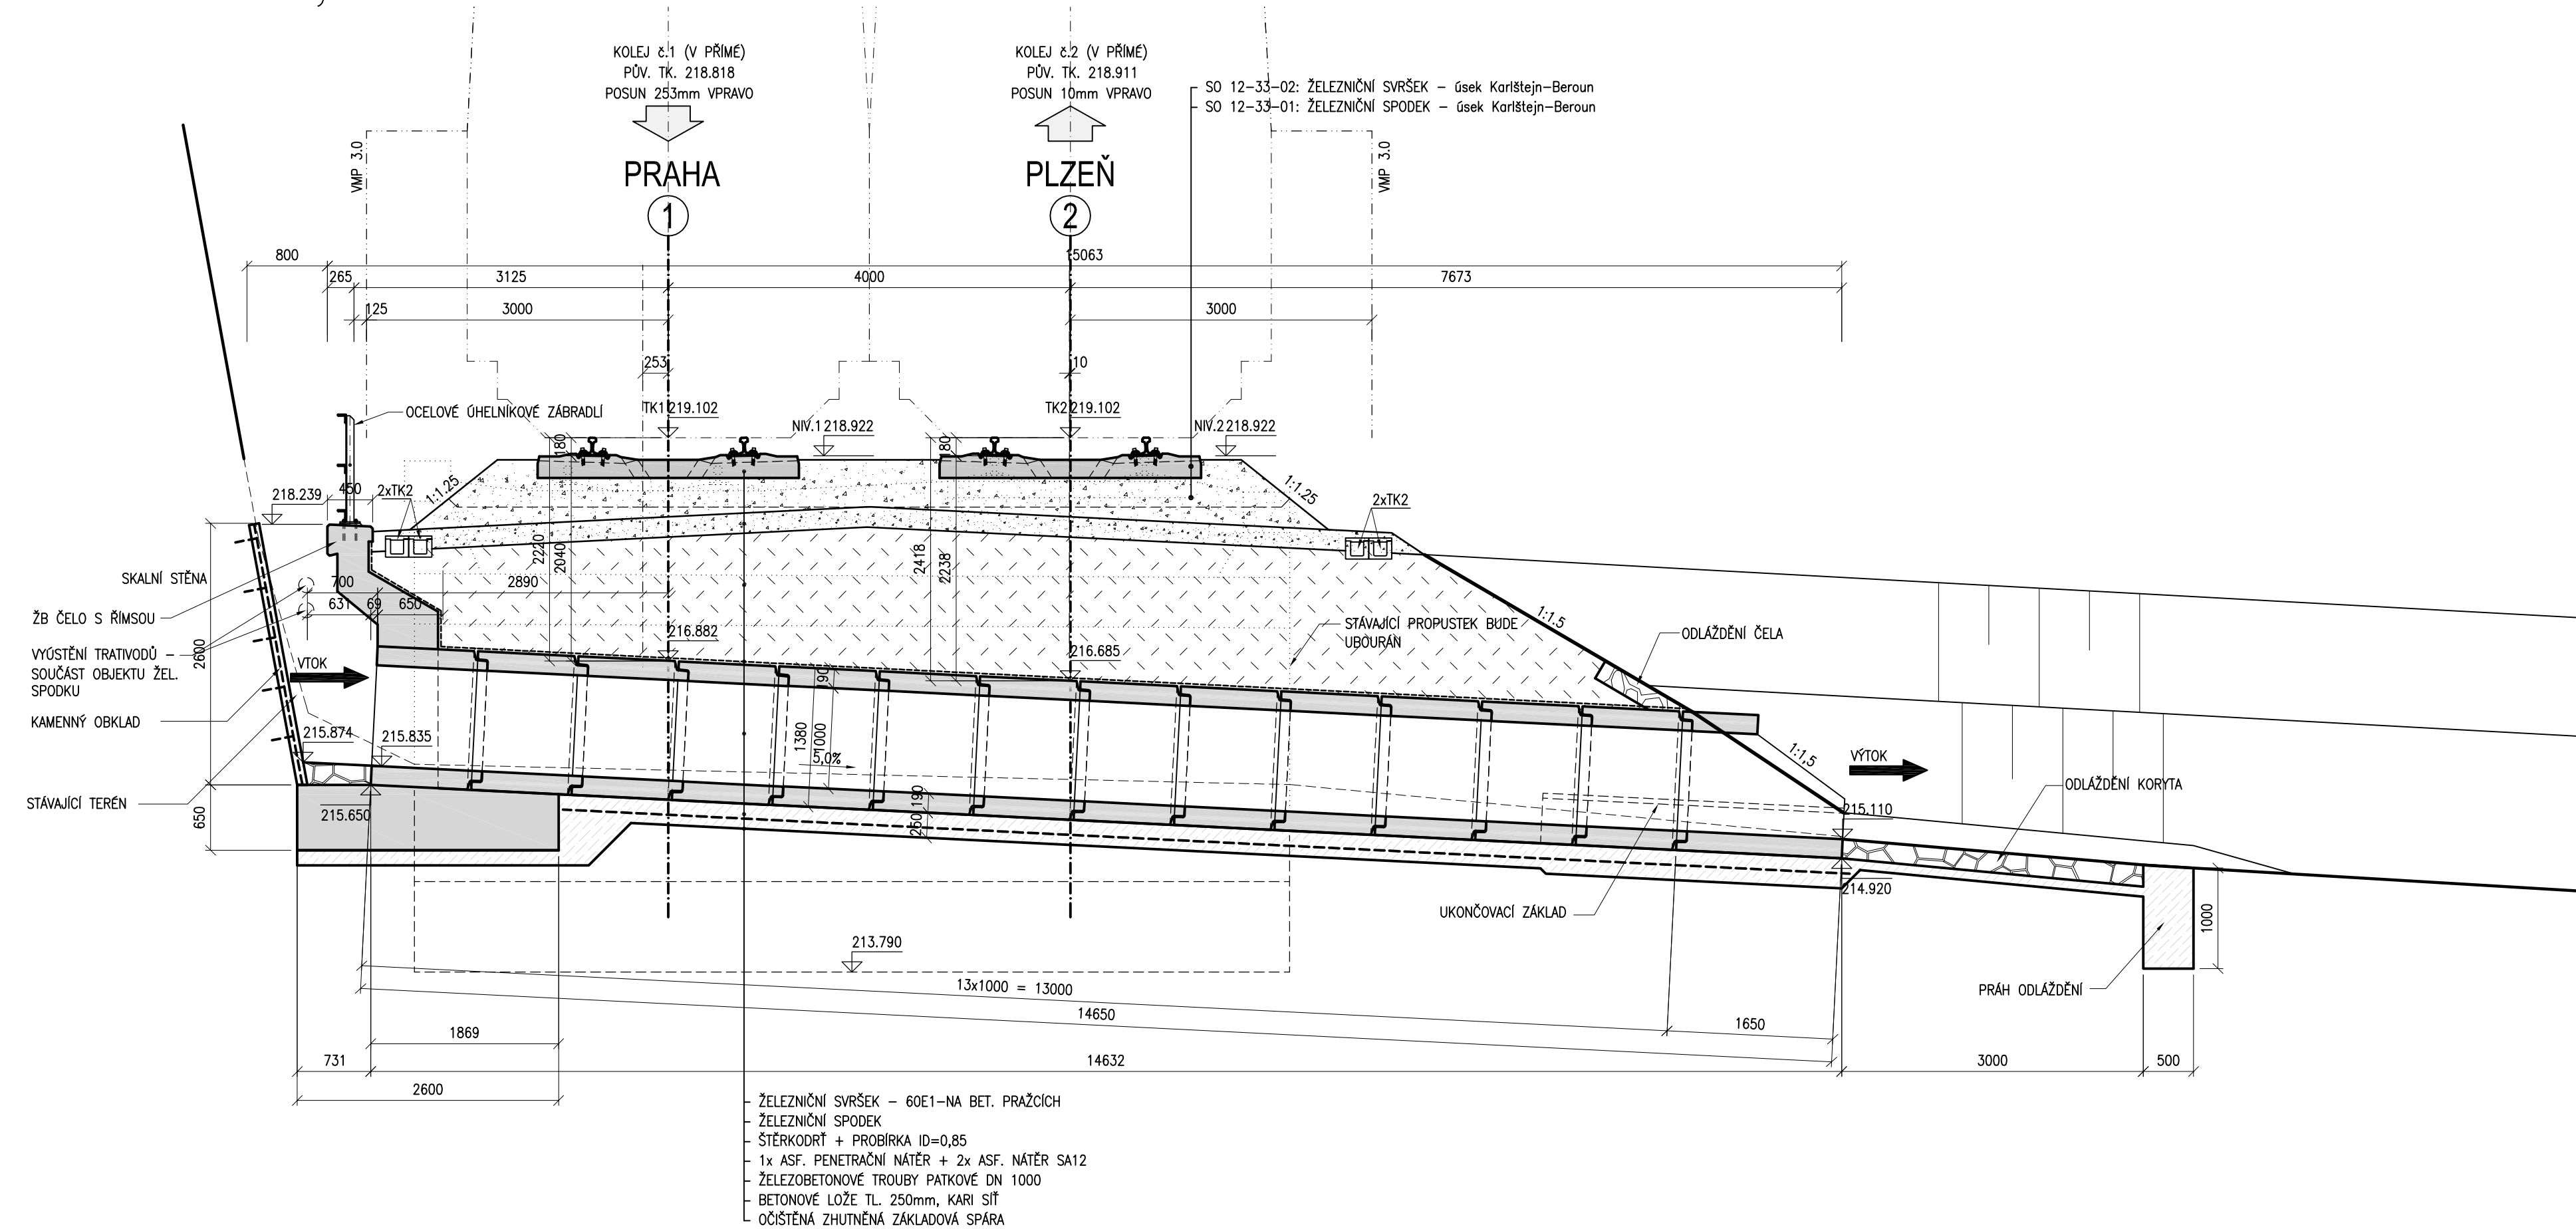 KOLEJ č.1 (V PŘÍMÉ)
PŮV. TK. 218.818
POSUN 253mm VPRAVO
KOLEJ č.2 (V PŘÍMÉ)
PŮV. TK. 218.911
POSUN 10mm VPRAVO
SO 12-33-02: ŽELEZNIČNÍ SVRŠEK – úsek Karlštejn-Beroun
SO 12-33-01: ŽELEZNIČNÍ SPODEK – úsek Karlštejn-Beroun
VMP 3.0
VMP 3.0
PRAHA
PLZEŇ
1
2
800
15063
265
3125
4000
7673
125
3000
3000
253
10
OCELOVÉ ÚHELNÍKOVÉ ZÁBRADLÍ
TK1 219.102
TK2 219.102
NIV.1 218.922
NIV.2 218.922
180
180
218.239
450
2xTK2
1:1.25
1:1.25
2xTK2
2220
2040
2418
2238
SKALNÍ STĚNA
700
2890
631
69
650
ŽB ČELO S ŘÍMSOU
2600
216.882
216.685
STÁVAJÍCÍ PROPUSTEK BUDE
UBOURÁN
1:1.5
ODLÁŽDĚNÍ ČELA
VYÚSTĚNÍ TRATIVODŮ –
SOUČÁST OBJEKTU ŽEL.
SPODKU
VTOK
KAMENNÝ OBKLAD
190
215.874
215.835
1380
1000
5,0%
1:1,5
VÝTOK
ODLÁŽDĚNÍ KORYTA
STÁVAJÍCÍ TERÉN
650
215.650
190
250
215.110
214.920
UKONČOVACÍ ZÁKLAD
1000
213.790
PRÁH ODLÁŽDĚNÍ
13x1000 = 13000
14650
1650
1869
731
14632
3000
500
2600
ŽELEZNIČNÍ SVRŠEK – 60E1-NA BET. PRAŽCÍCH
ŽELEZNIČNÍ SPODEK
ŠTĚRKODRŤ + PROBÍRKA ID=0,85
1x ASF. PENETRAČNÍ NÁTĚR + 2x ASF. NÁTĚR SA12
ŽELEZOBETONOVÉ TROUBY PATKOVÉ DN 1000
BETONOVÉ LOŽE TL. 250mm, KARI SÍŤ
OČIŠTĚNÁ ZHUTNĚNÁ ZÁKLADOVÁ SPÁRA